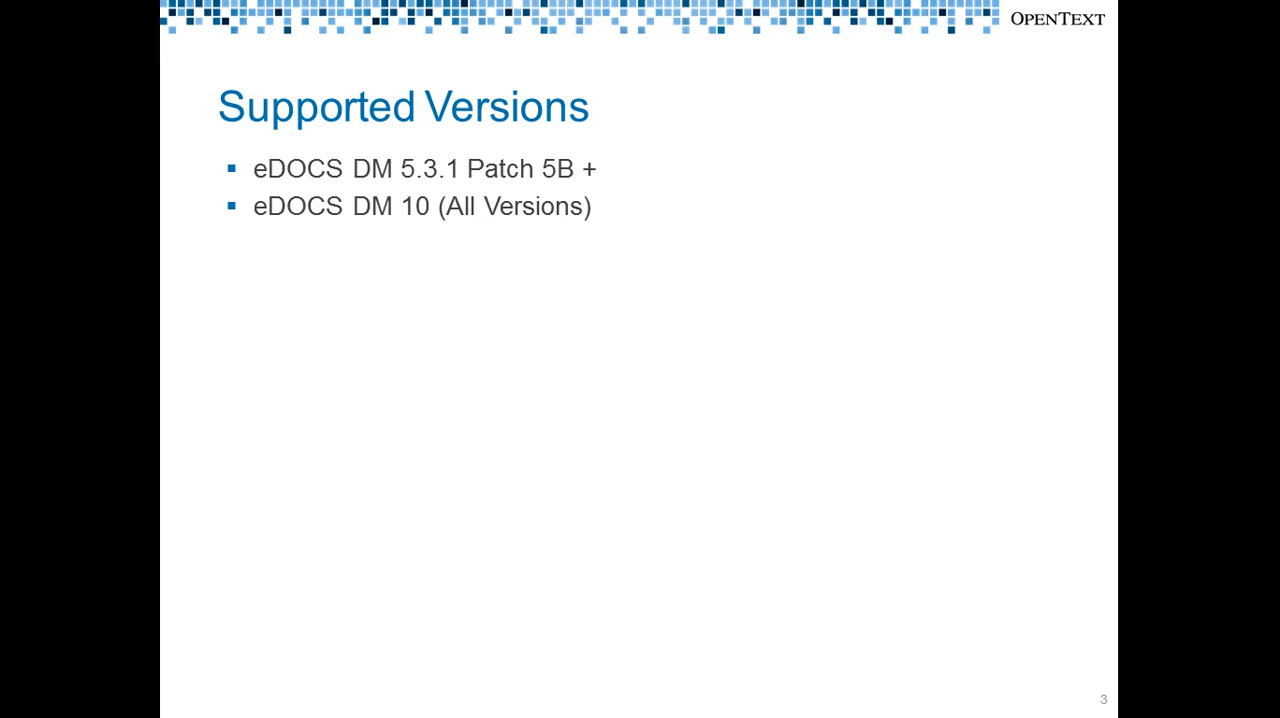 OPENTEXT
Supported Versions
▪ eDOCS DM 5.3.1 Patch 5B +
▪ eDOCS DM 10 (All Versions)
3